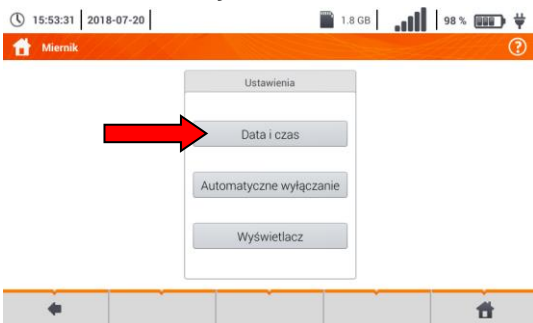 15:53:31 2018-07-20 1.8 GB 98 %
Miernik ?
Ustawienia
Data i czas
Automatyczne wyłączanie
Wyświetlacz